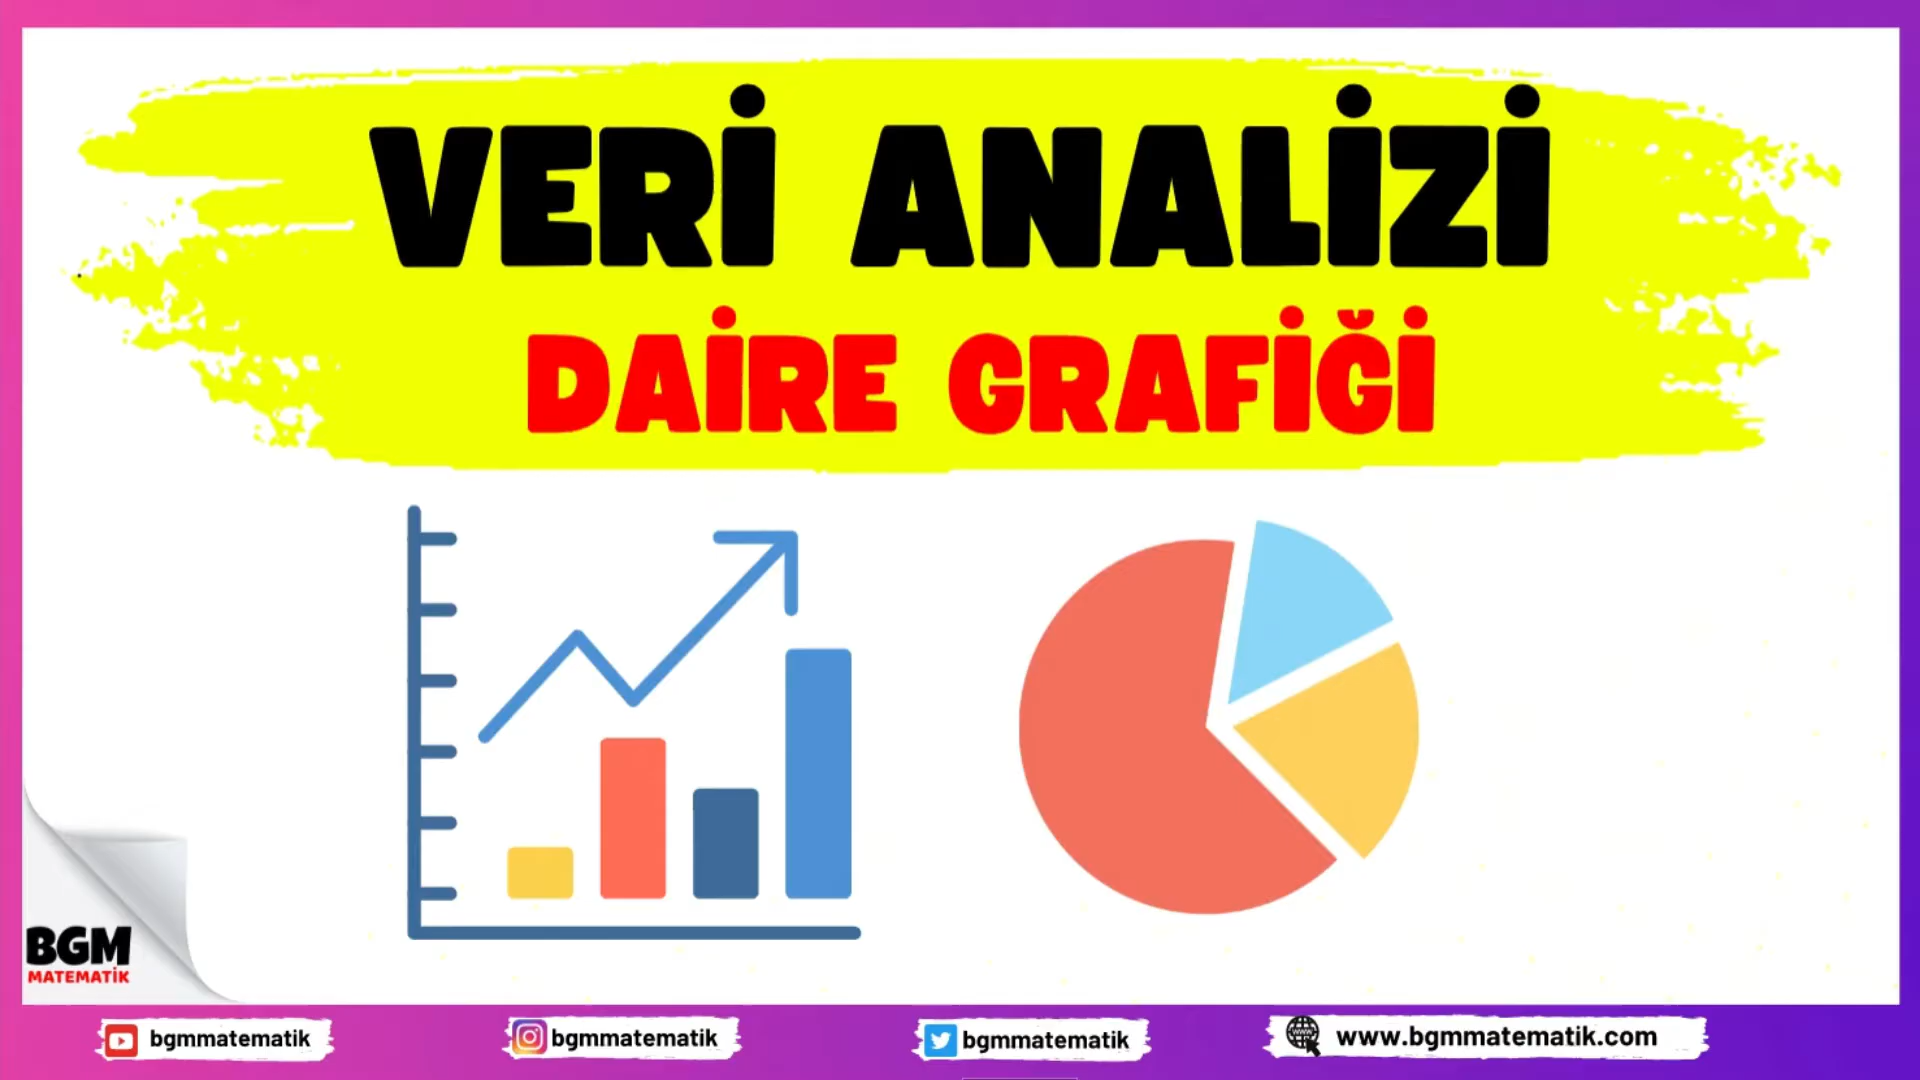 VERİ ANALİZİ
DAİRE GRAFİĞİ
BGM
MATEMATİK
bgmmatematik
bgmmatematik
bgmmatematik
www.bgmmatematik.com